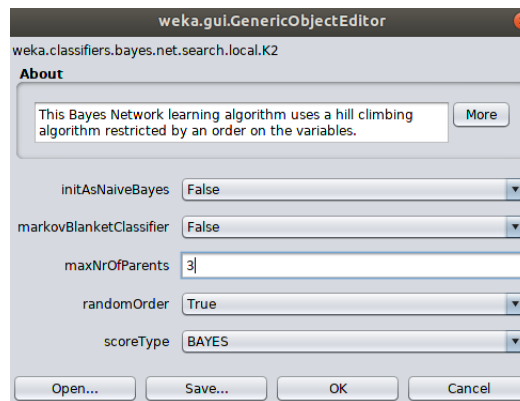 weka.gui.GenericObjectEditor
weka.classifiers.bayes.net.search.local.K2
About
This Bayes Network learning algorithm uses a hill climbing
algorithm restricted by an order on the variables.
More
initAsNaiveBayes False
markovBlanketClassifier False
maxNrOfParents 3
randomOrder True
scoreType BAYES
Open... Save... OK Cancel